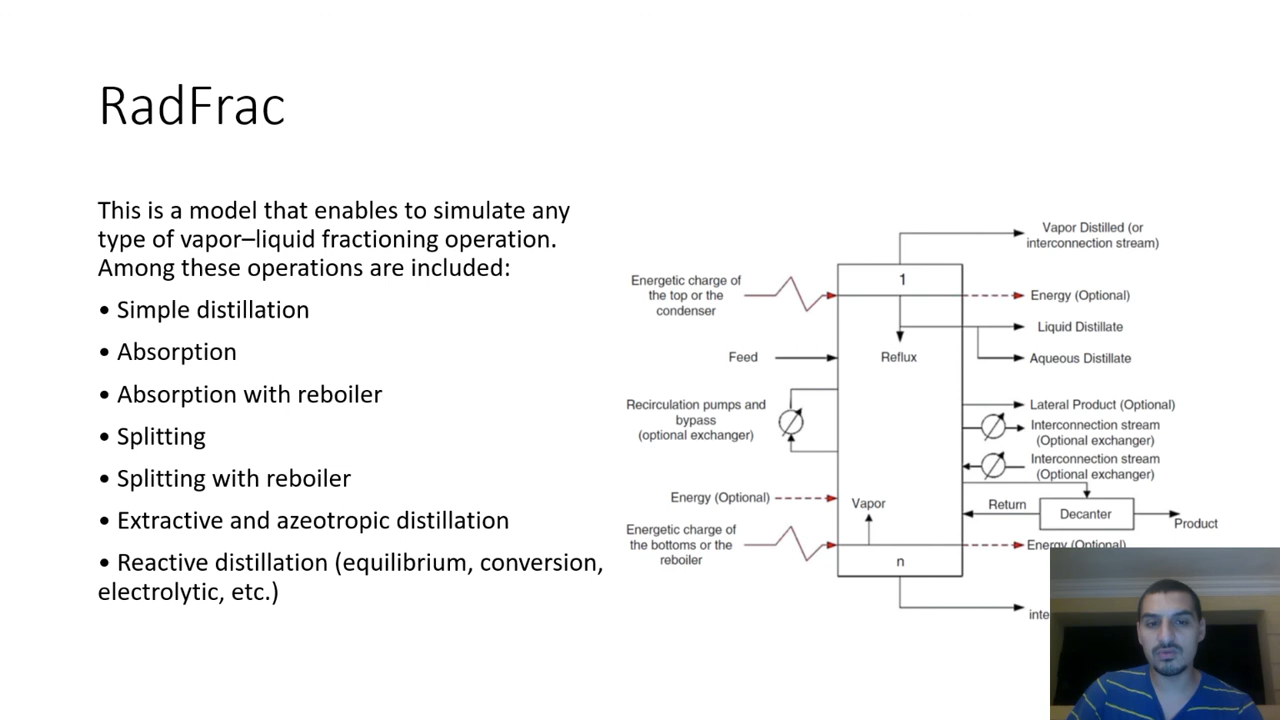 RadFrac
This is a model that enables to simulate any
type of vapor–liquid fractioning operation.
Among these operations are included:
• Simple distillation
• Absorption
• Absorption with reboiler
• Splitting
• Splitting with reboiler
• Extractive and azeotropic distillation
• Reactive distillation (equilibrium, conversion,
electrolytic, etc.)
Vapor Distilled (or
interconnection stream)
Energetic charge of
the top or the
condenser
1
Energy (Optional)
Liquid Distillate
Feed
Reflux
Aqueous Distillate
Recirculation pumps and
bypass
(optional exchanger)
Lateral Product (Optional)
Interconnection stream
(Optional exchanger)
Interconnection stream
(Optional exchanger)
Energy (Optional)
Vapor
Return
Decanter
Product
Energetic charge of
the bottoms or the
reboiler
Energy (Optional)
n
inte